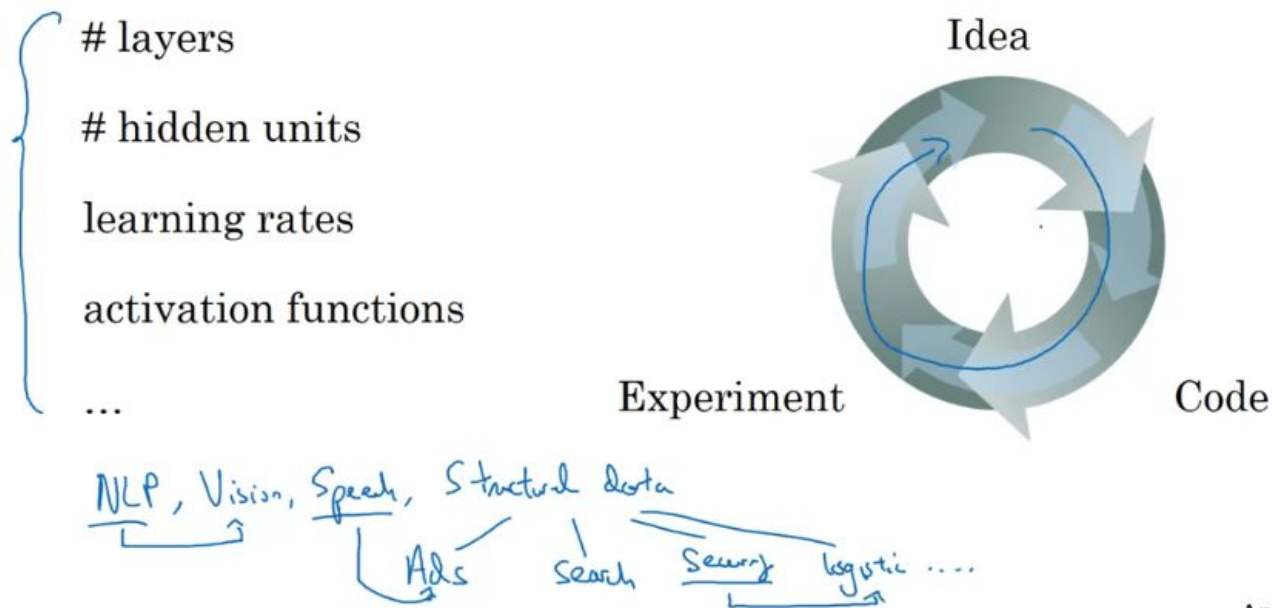 # layers
Idea
# hidden units
learning rates
activation functions
Experiment
Code
...
NLP, Vision, Speech, Structural data
Ads Search Security logistic ....